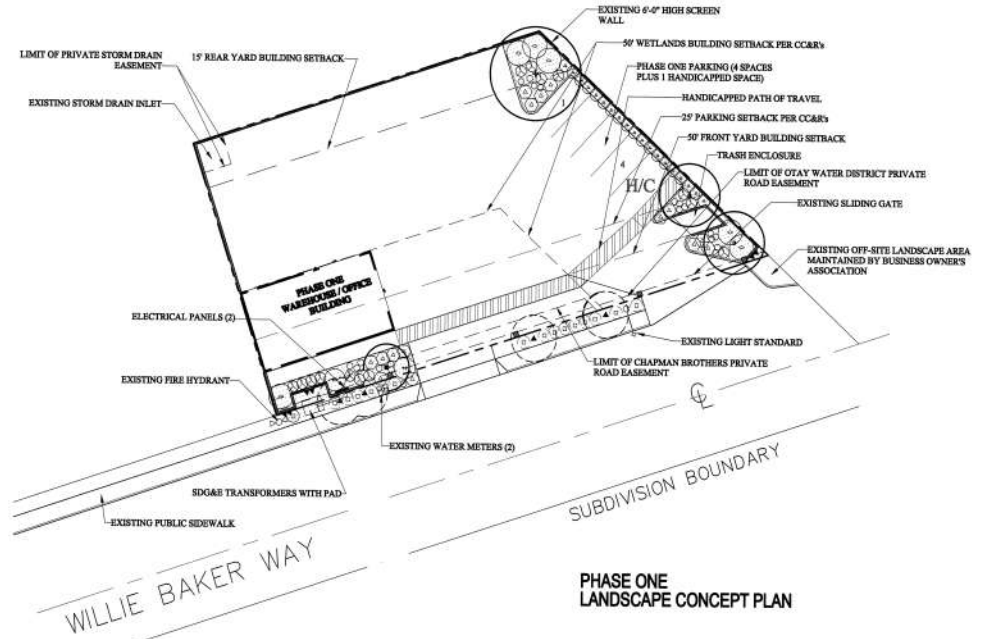 EXISTING 6'-0" HIGH SCREEN
WALL
LIMIT OF PRIVATE STORM DRAIN
EASEMENT
15' REAR YARD BUILDING SETBACK
50' WETLANDS BUILDING SETBACK PER CC&R's
PHASE ONE PARKING (4 SPACES
PLUS 1 HANDICAPPED SPACE)
EXISTING STORM DRAIN INLET
HANDICAPPED PATH OF TRAVEL
1
25' PARKING SETBACK PER CC&R's
50' FRONT YARD BUILDING SETBACK
TRASH ENCLOSURE
4
H/C
LIMIT OF OTAY WATER DISTRICT PRIVATE
ROAD EASEMENT
EXISTING SLIDING GATE
EXISTING OFF-SITE LANDSCAPE AREA
MAINTAINED BY BUSINESS OWNER'S
ASSOCIATION
PHASE ONE
WAREHOUSE / OFFICE
BUILDING
ELECTRICAL PANELS (2)
EXISTING LIGHT STANDARD
LIMIT OF CHAPMAN BROTHERS PRIVATE
ROAD EASEMENT
EXISTING FIRE HYDRANT
EXISTING WATER METERS (2)
SDG&E TRANSFORMERS WITH PAD
EXISTING PUBLIC SIDEWALK
CL
SUBDIVISION BOUNDARY
WILLIE BAKER WAY
PHASE ONE
LANDSCAPE CONCEPT PLAN